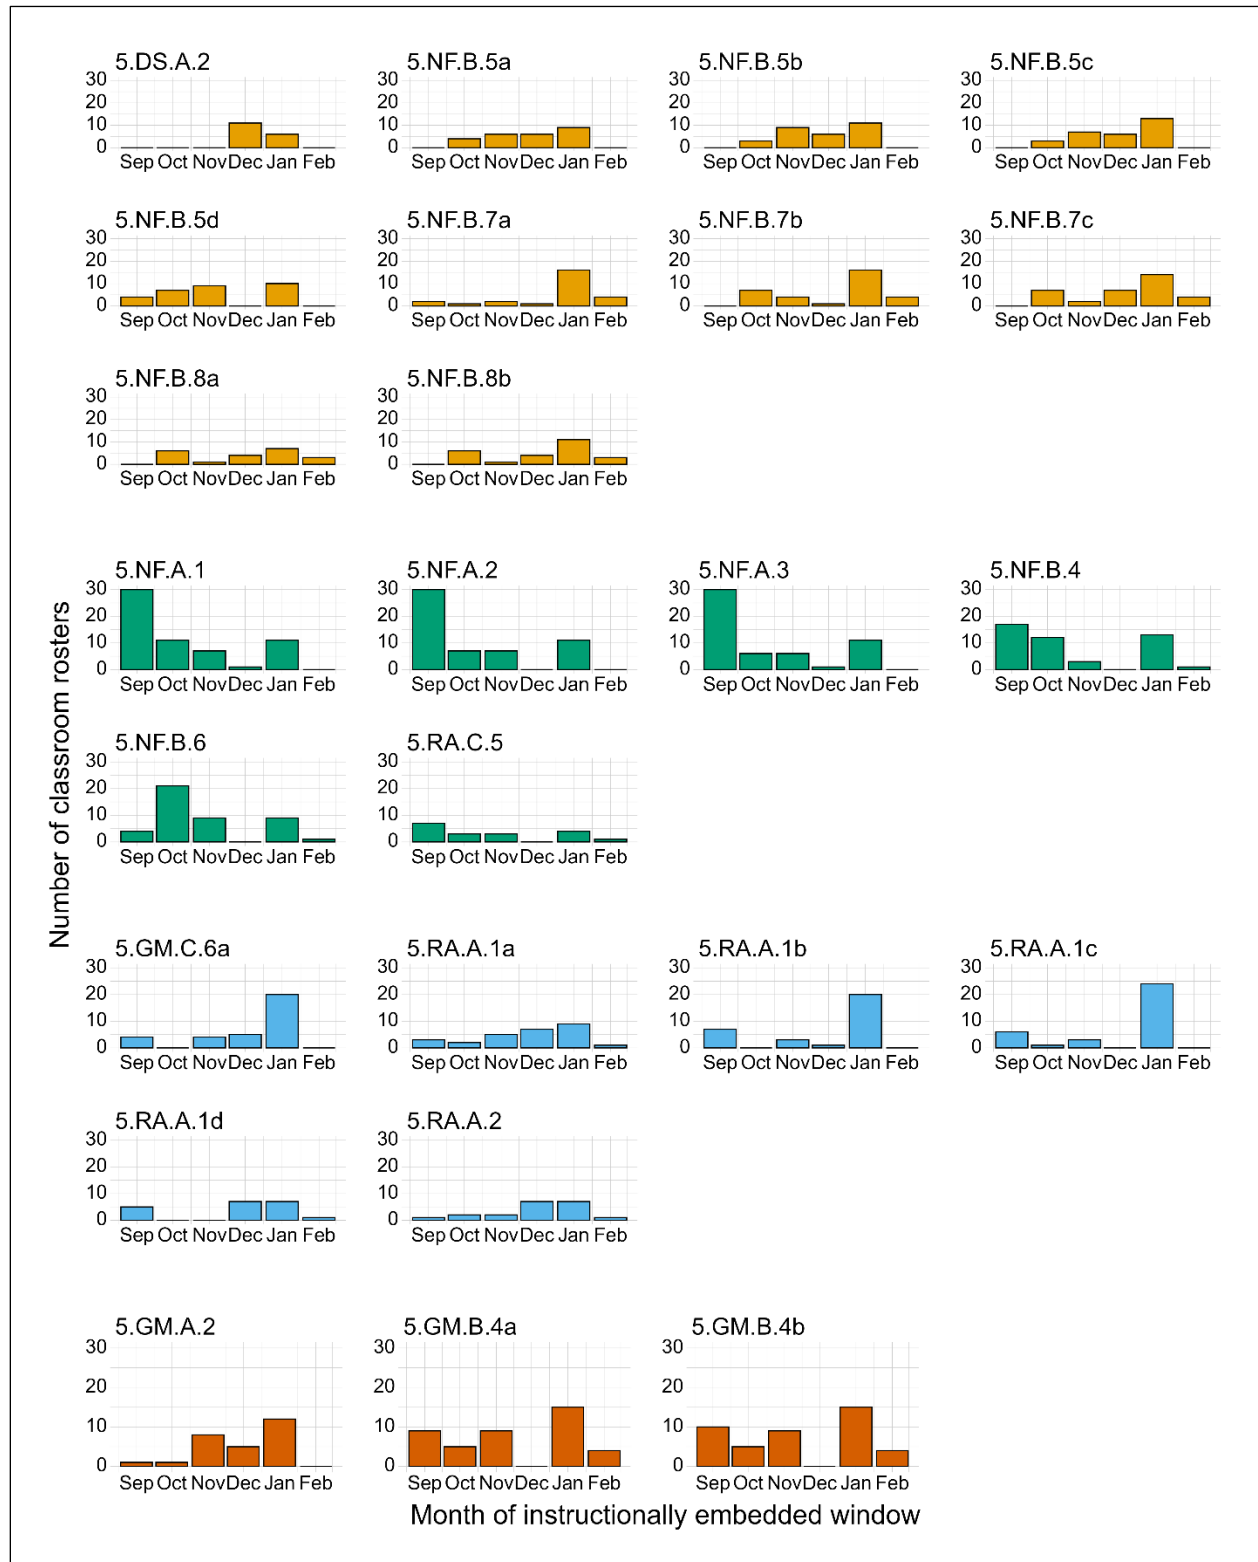 5.DS.A.2 5.NF.B.5a 5.NF.B.5b 5.NF.B.5c
30 30 30 30
20 20 20 20
10 10 10 10
0 0 0 0
Sep Oct Nov Dec Jan Feb Sep Oct Nov Dec Jan Feb Sep Oct Nov Dec Jan Feb Sep Oct Nov Dec Jan Feb
5.NF.B.5d 5.NF.B.7a 5.NF.B.7b 5.NF.B.7c
30 30 30 30
20 20 20 20
10 10 10 10
0 0 0 0
Sep Oct Nov Dec Jan Feb Sep Oct Nov Dec Jan Feb Sep Oct Nov Dec Jan Feb Sep Oct Nov Dec Jan Feb
5.NF.B.8a 5.NF.B.8b
30 30
20 20
10 10
0 0
Sep Oct Nov Dec Jan Feb Sep Oct Nov Dec Jan Feb
Number of classroom rosters
5.NF.A.1 5.NF.A.2 5.NF.A.3 5.NF.B.4
30 30 30 30
20 20 20 20
10 10 10 10
0 0 0 0
Sep Oct Nov Dec Jan Feb Sep Oct Nov Dec Jan Feb Sep Oct Nov Dec Jan Feb Sep Oct Nov Dec Jan Feb
5.NF.B.6 5.RA.C.5
30 30
20 20
10 10
0 0
Sep Oct Nov Dec Jan Feb Sep Oct Nov Dec Jan Feb
5.GM.C.6a 5.RA.A.1a 5.RA.A.1b 5.RA.A.1c
30 30 30 30
20 20 20 20
10 10 10 10
0 0 0 0
Sep Oct Nov Dec Jan Feb Sep Oct Nov Dec Jan Feb Sep Oct Nov Dec Jan Feb Sep Oct Nov Dec Jan Feb
5.RA.A.1d 5.RA.A.2
30 30
20 20
10 10
0 0
Sep Oct Nov Dec Jan Feb Sep Oct Nov Dec Jan Feb
5.GM.A.2 5.GM.B.4a 5.GM.B.4b
30 30 30
20 20 20
10 10 10
0 0 0
Sep Oct Nov Dec Jan Feb Sep Oct Nov Dec Jan Feb Sep Oct Nov Dec Jan Feb
Month of instructionally embedded window